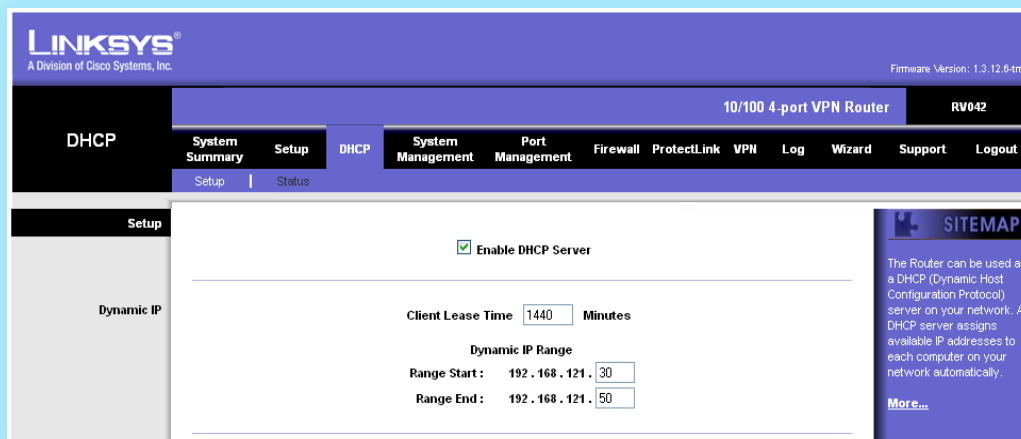 LINKSYS®
A Division of Cisco Systems, Inc.
Firmware Version: 1.3.12.6-tm
10/100 4-port VPN Router RV042
DHCP
System Summary Setup DHCP System Management Port Management Firewall ProtectLink VPN Log Wizard Support Logout
Setup | Status
Setup
SITEMAP
Enable DHCP Server
The Router can be used a
a DHCP (Dynamic Host
Configuration Protocol)
server on your network. A
DHCP server assigns
available IP addresses to
each computer on your
network automatically.
More...
Dynamic IP
Client Lease Time 1440 Minutes
Dynamic IP Range
Range Start : 192 . 168 . 121 . 30
Range End : 192 . 168 . 121 . 50